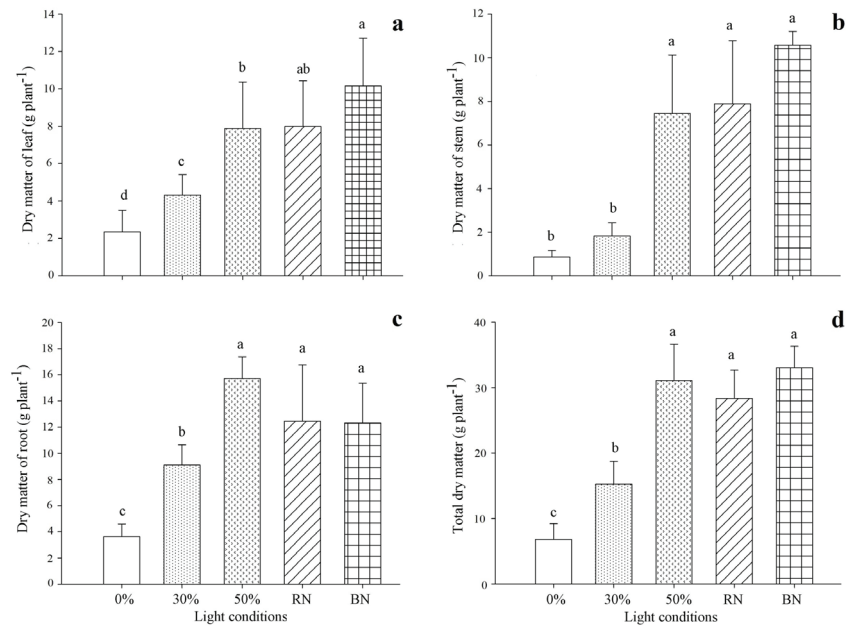 a
Dry matter of leaf (g plant⁻¹)
14
12
10
8
6
4
2
0
d
c
b
ab
a
b
Dry matter of stem (g plant⁻¹)
12
10
8
6
4
2
0
b
b
a
a
a
c
Dry matter of root (g plant⁻¹)
20
18
16
14
12
10
8
6
4
2
0
c
b
a
a
a
0% 30% 50% RN BN
Light conditions
d
Total dry matter (g plant⁻¹)
40
30
20
10
0
c
b
a
a
a
0% 30% 50% RN BN
Light conditions